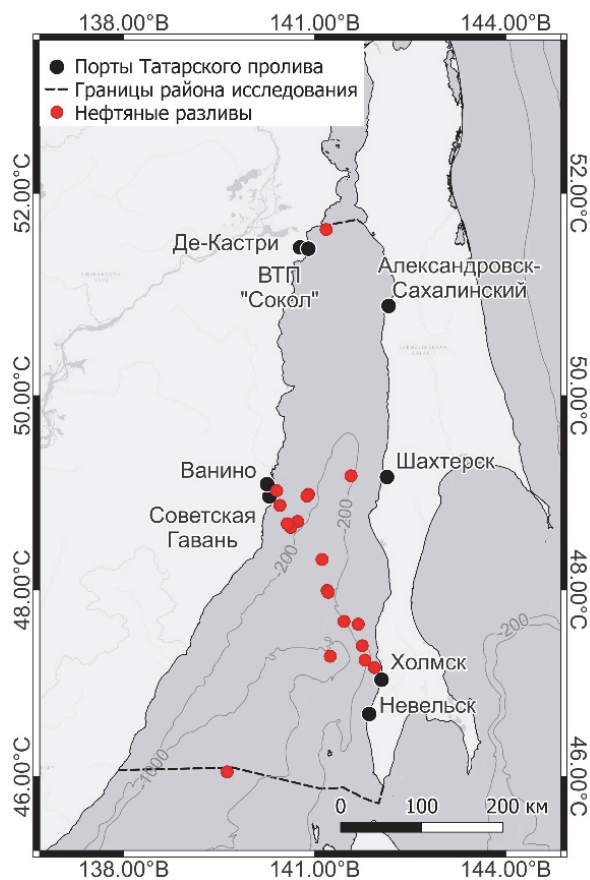 138.00°В 141.00°В 144.00°В
Порты Татарского пролива
Границы района исследования
Нефтяные разливы
52.00°С 52.00°С
Де-Кастри
ВТП
"Сокол"
Александровск-
Сахалинский
50.00°С 50.00°С
Ванино
Шахтерск
Советская
Гавань
-200
200
48.00°С 48.00°С
-200
Холмск
Невельск
-1000
46.00°С 46.00°С
0 100 200 км
138.00°В 141.00°В 144.00°В